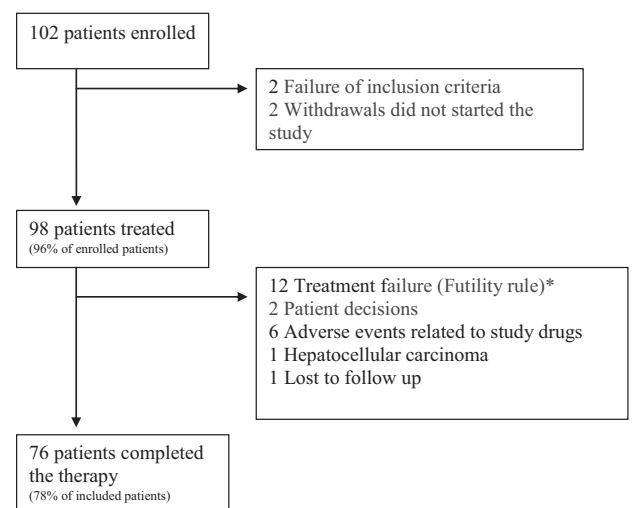 102 patients enrolled
2 Failure of inclusion criteria
2 Withdrawals did not started the
study
98 patients treated
(96% of enrolled patients)
12 Treatment failure (Futility rule)*
2 Patient decisions
6 Adverse events related to study drugs
1 Hepatocellular carcinoma
1 Lost to follow up
76 patients completed
the therapy
(78% of included patients)